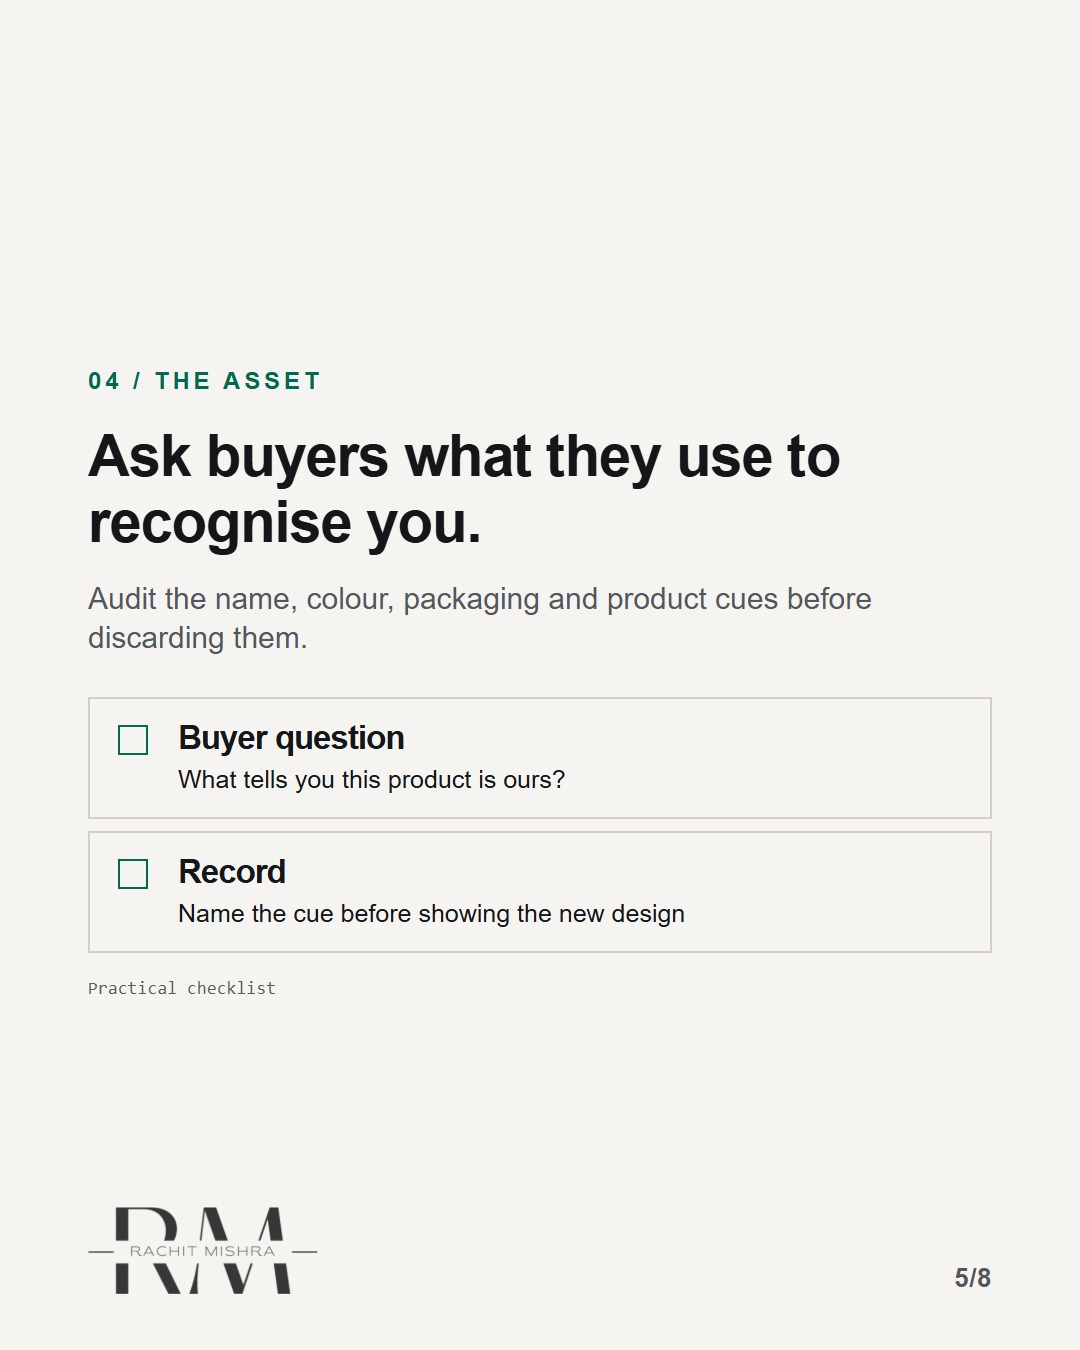 04 / THE ASSET
Ask buyers what they use to
recognise you.
Audit the name, colour, packaging and product cues before
discarding them.
Buyer question
What tells you this product is ours?
Record
Name the cue before showing the new design
Practical checklist
RM
RACHIT MISHRA
5/8